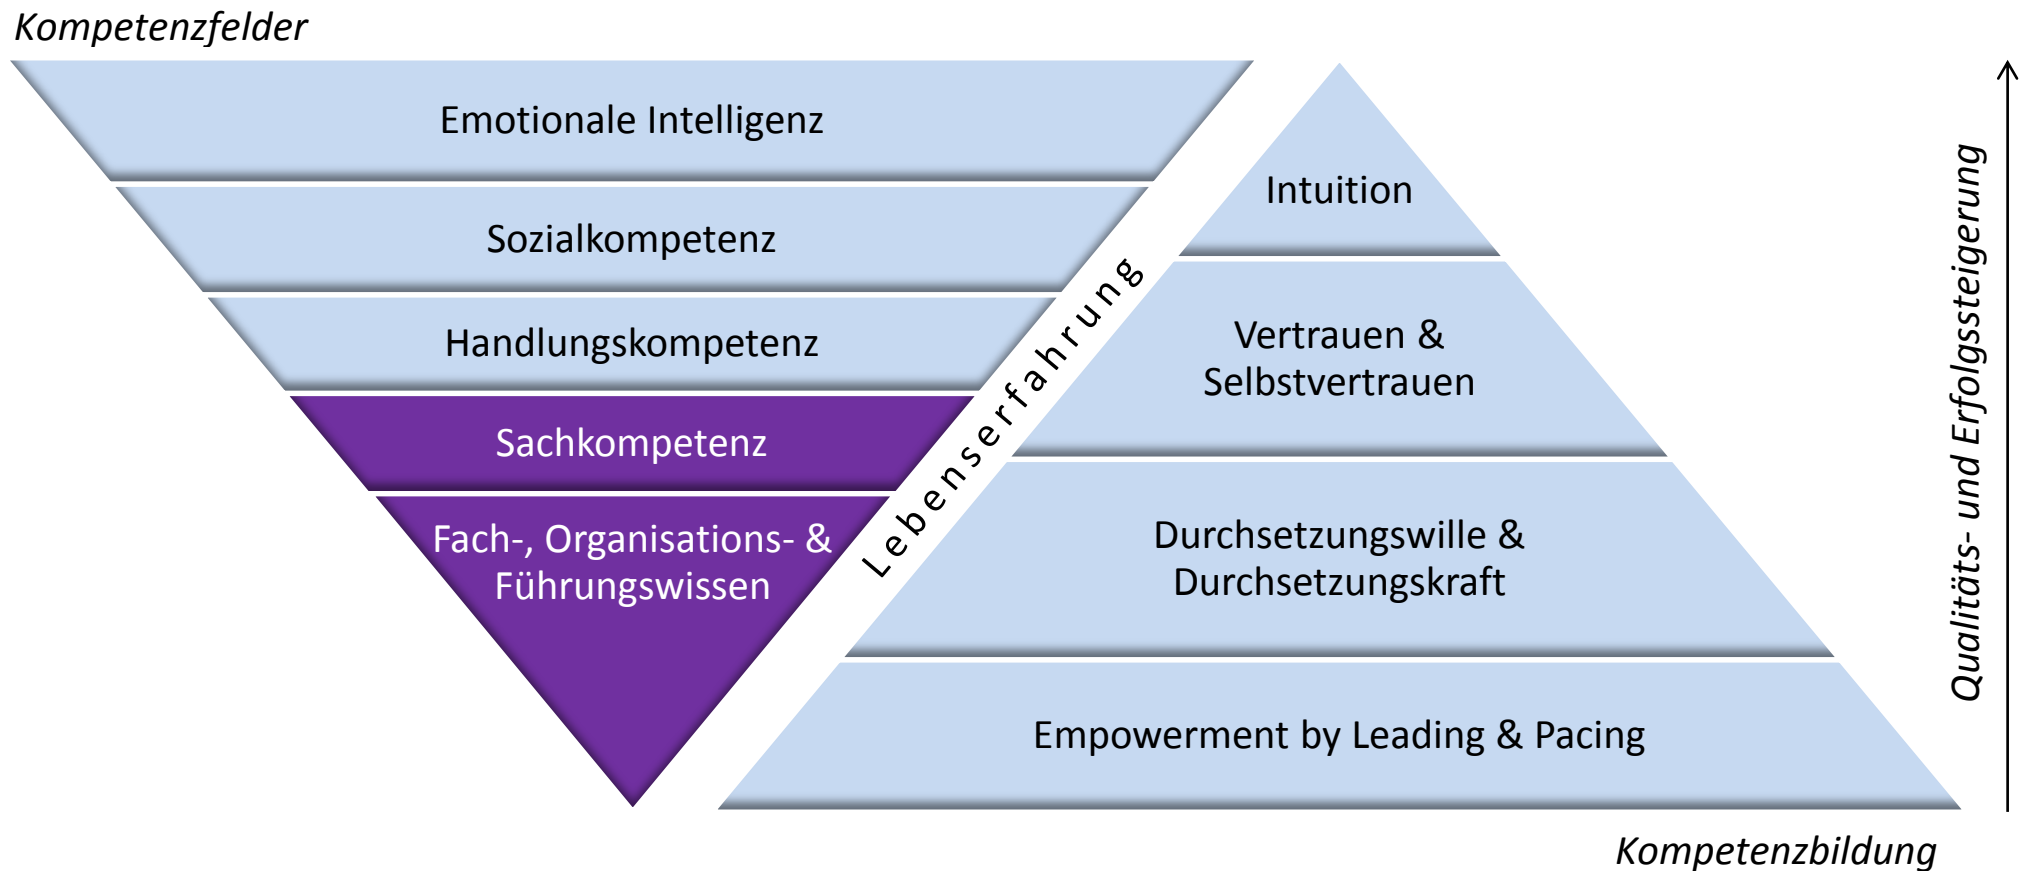 Kompetenzfelder
Emotionale Intelligenz
Sozialkompetenz
Handlungskompetenz
Sachkompetenz
Fach-, Organisations- &
Führungswissen
Lebenserfahrung
Intuition
Vertrauen &
Selbstvertrauen
Durchsetzungswille &
Durchsetzungskraft
Empowerment by Leading & Pacing
Qualitäts- und Erfolgssteigerung
Kompetenzbildung